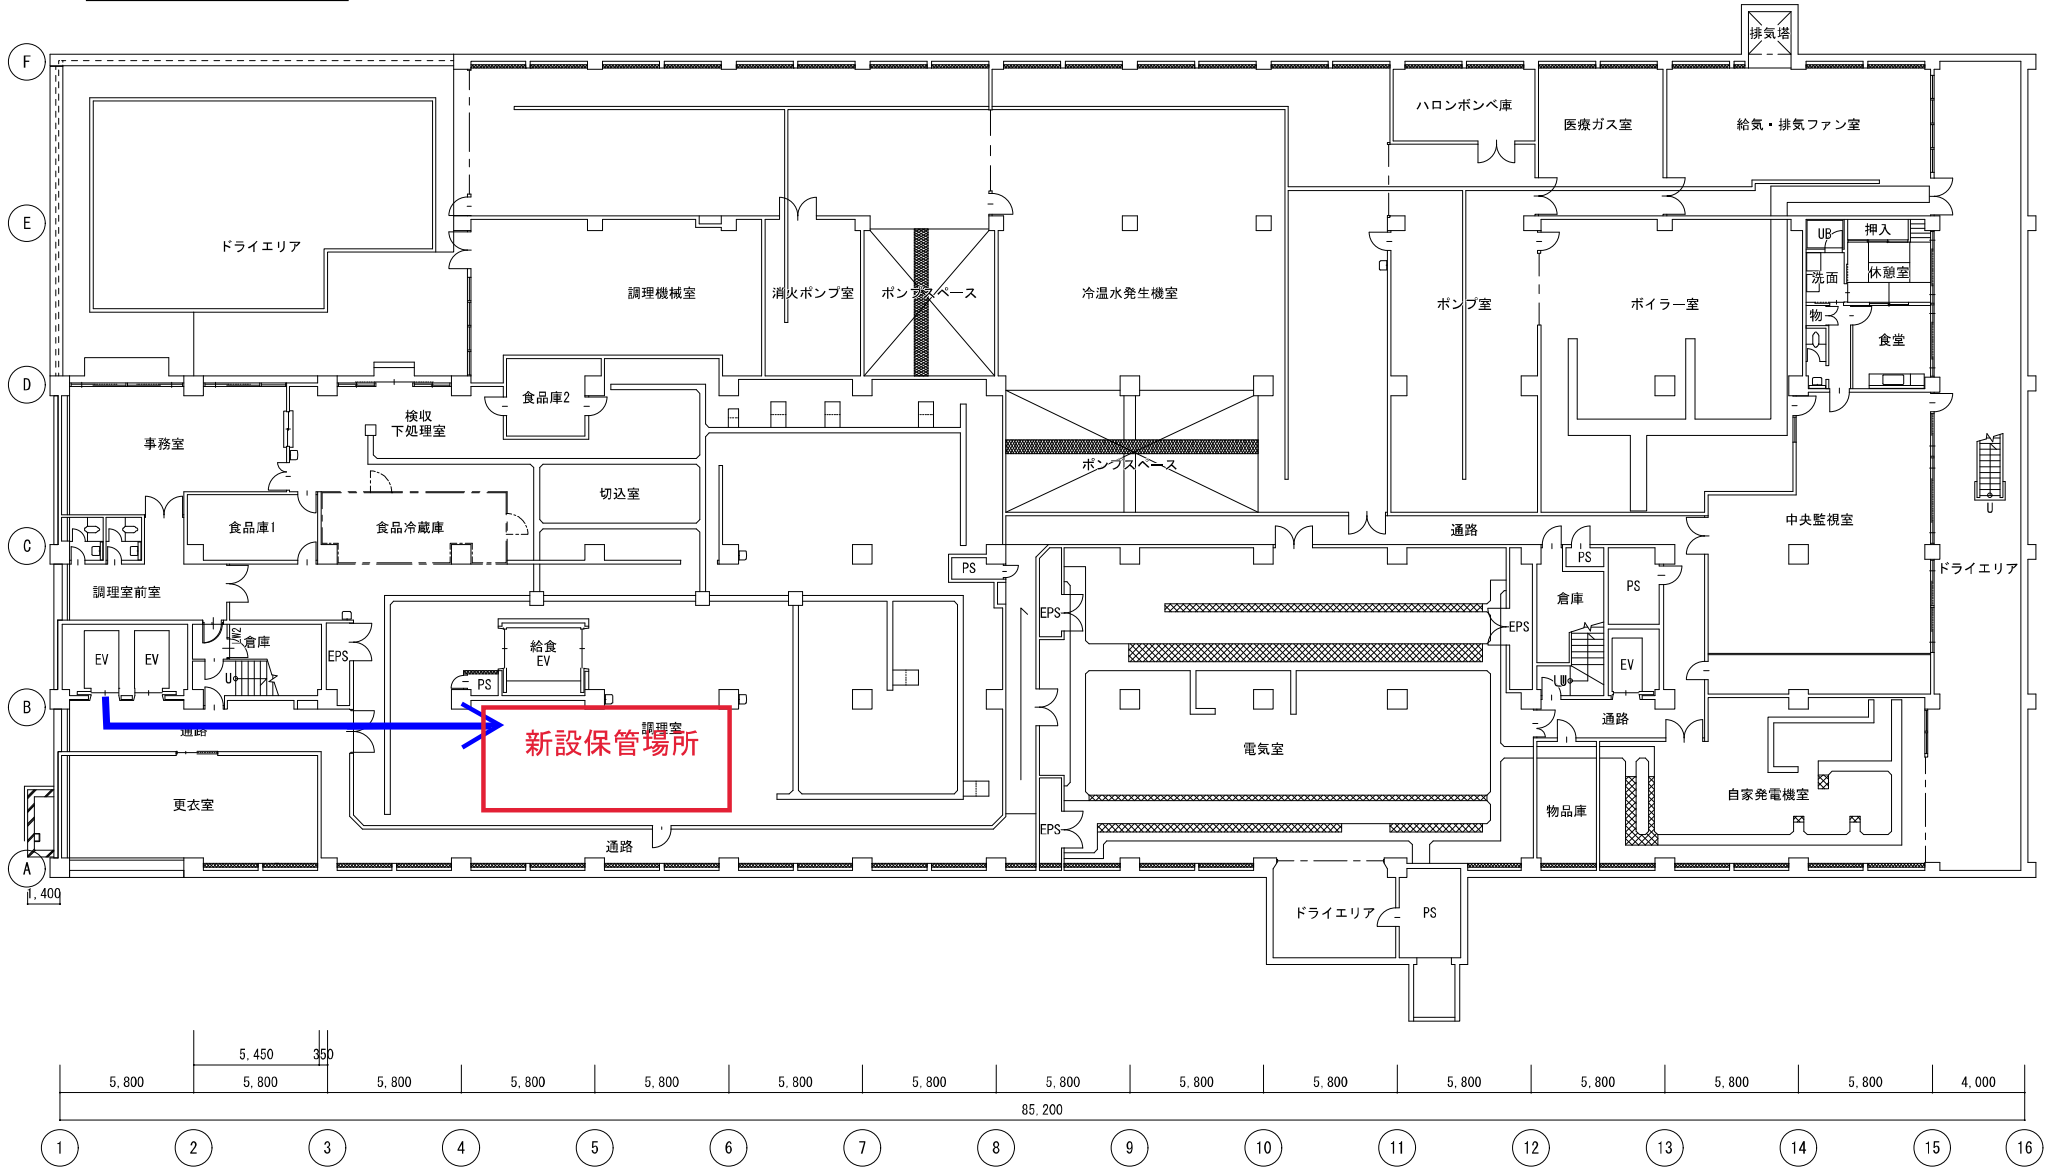 排気塔
F
ハロンボンベ庫
医療ガス室
給気・排気ファン室
E
ドライエリア
調理機械室
消火ポンプ室
ポンプスペース
冷温水発生機室
ポンプ室
ボイラー室
UB
押入
洗面
休憩室
物
食堂
D
食品庫2
検収
下処理室
事務室
ポンプスペース
切込室
食品庫1
食品冷蔵庫
通路
中央監視室
U
C
PS
PS
PS
ドライエリア
調理室前室
EPS
倉庫
EPS
EV
EV
W2
倉庫
EPS
給食
EV
U
PS
EV
U
B
通路
調理室
新設保管場所
電気室
通路
更衣室
物品庫
自家発電機室
EPS
通路
A
1,400
ドライエリア
PS
5,450
350
5,800
5,800
5,800
5,800
5,800
5,800
5,800
5,800
5,800
5,800
5,800
5,800
5,800
5,800
4,000
85,200
1
2
3
4
5
6
7
8
9
10
11
12
13
14
15
16